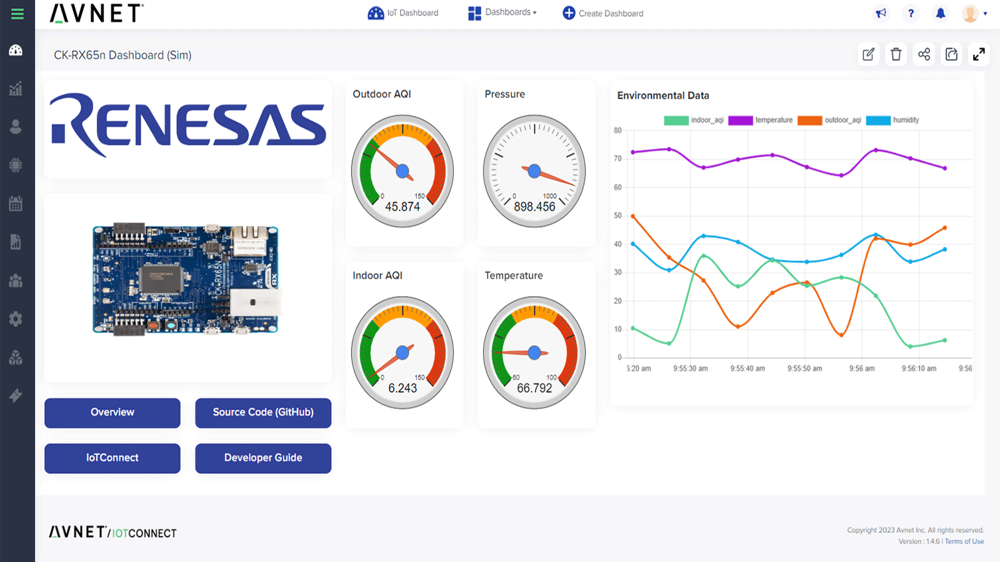 AVNET
IoT Dashboard
Dashboards
Create Dashboard
?
CK-RX65n Dashboard (Sim)
RENESAS
CK-RX65N
RX
Overview
Source Code (GitHub)
IoTConnect
Developer Guide
Outdoor AQI
0 150
45.874
Pressure
0 1000
898.456
Indoor AQI
0 150
6.243
Temperature
60 100
66.792
Environmental Data
indoor_aqi temperature outdoor_aqi humidity
80
70
60
50
40
30
20
10
0
5:20 am 9:55:30 am 9:55:40 am 9:55:50 am 9:56 am 9:56:10 am 9:56
AVNET/IOTCONNECT
Copyright 2023 Avnet Inc. All rights reserved.
Version : 1.4.6 | Terms of Use